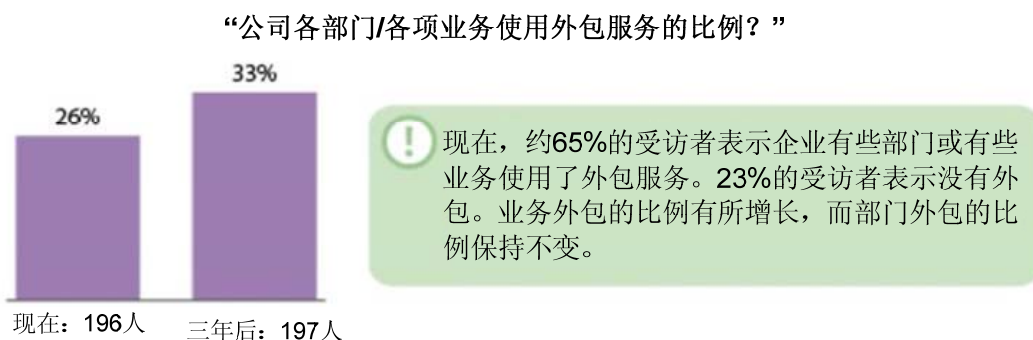 “公司各部门/各项业务使用外包服务的比例？”
33%
26%
!
现在，约65%的受访者表示企业有些部门或有些
业务使用了外包服务。23%的受访者表示没有外
包。业务外包的比例有所增长，而部门外包的比
例保持不变。
现在：196人
三年后：197人